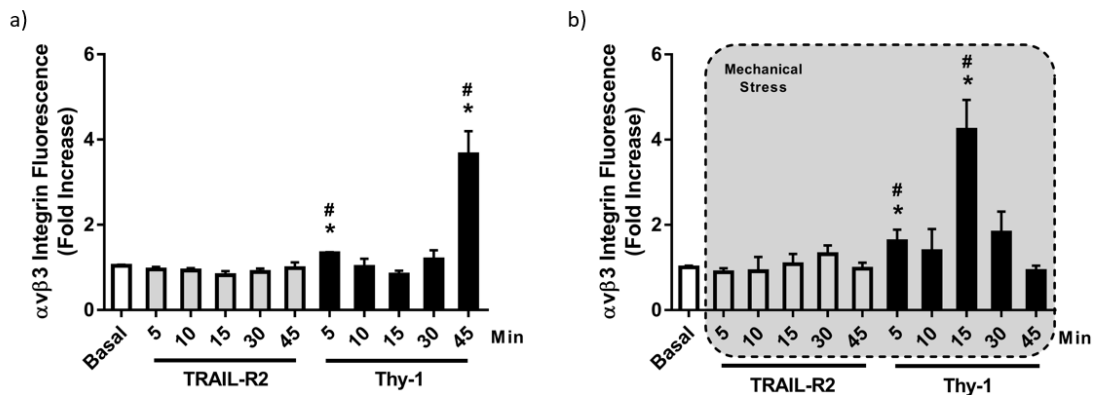 a)
αvβ3 Integrin Fluorescence
(Fold Increase)
6
4
2
0
#
*
#
*
Basal 5 10 15 30 45 5 10 15 30 45 Min
TRAIL-R2 Thy-1
b)
αvβ3 Integrin Fluorescence
(Fold Increase)
6
4
2
0
Mechanical
Stress
#
*
#
*
Basal 5 10 15 30 45 5 10 15 30 45 Min
TRAIL-R2 Thy-1